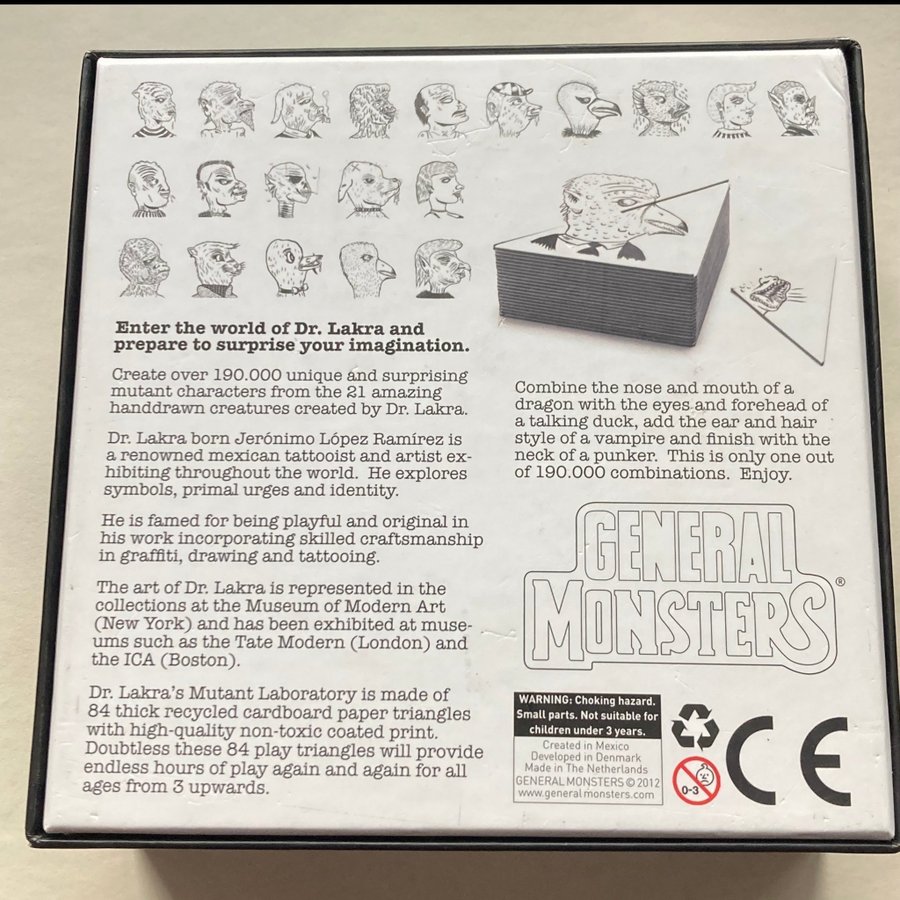 Enter the world of Dr. Lakra and
prepare to surprise your imagination.
Create over 190.000 unique and surprising
mutant characters from the 21 amazing
handdrawn creatures created by Dr. Lakra.
Dr. Lakra born Jerónimo López Ramírez is
a renowned mexican tattooist and artist ex-
hibiting throughout the world. He explores
symbols, primal urges and identity.
He is famed for being playful and original in
his work incorporating skilled craftsmanship
in graffiti, drawing and tattooing.
The art of Dr. Lakra is represented in the
collections at the Museum of Modern Art
(New York) and has been exhibited at muse-
ums such as the Tate Modern (London) and
the ICA (Boston).
Dr. Lakra's Mutant Laboratory is made of
84 thick recycled cardboard paper triangles
with high-quality non-toxic coated print.
Doubtless these 84 play triangles will provide
endless hours of play again and again for all
ages from 3 upwards.
Combine the nose and mouth of a
dragon with the eyes and forehead of
a talking duck, add the ear and hair
style of a vampire and finish with the
neck of a punker. This is only one out
of 190.000 combinations. Enjoy.
GENERAL
MONSTERS®
WARNING: Choking hazard.
Small parts. Not suitable for
children under 3 years.
Created in Mexico
Developed in Denmark
Made in The Netherlands
GENERAL MONSTERS © 2012
www.generalmonsters.com
0-3
CE